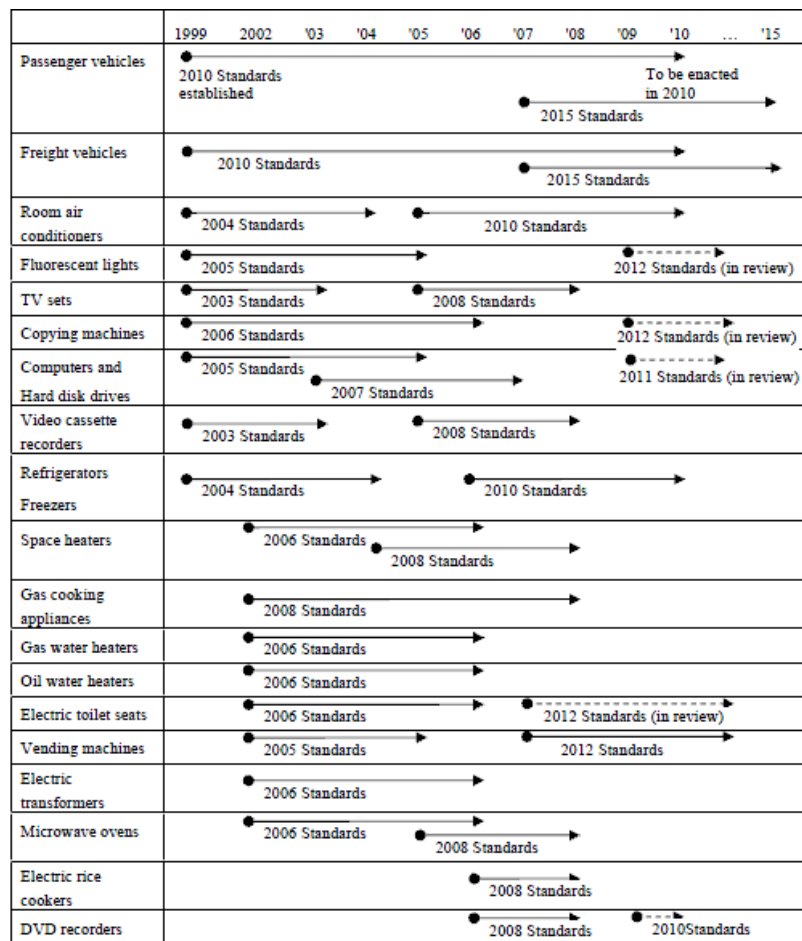 1999 2002 '03 '04 '05 '06 '07 '08 '09 '10 ... '15
Passenger vehicles
2010 Standards
established
To be enacted
in 2010
2015 Standards
Freight vehicles
2010 Standards
2015 Standards
Room air
conditioners
2004 Standards
2010 Standards
Fluorescent lights
2005 Standards
2012 Standards (in review)
TV sets
2003 Standards
2008 Standards
Copying machines
2006 Standards
2012 Standards (in review)
Computers and
Hard disk drives
2005 Standards
2007 Standards
2011 Standards (in review)
Video cassette
recorders
2003 Standards
2008 Standards
Refrigerators
Freezers
2004 Standards
2010 Standards
Space heaters
2006 Standards
2008 Standards
Gas cooking
appliances
2008 Standards
Gas water heaters
2006 Standards
Oil water heaters
2006 Standards
Electric toilet seats
2006 Standards
2012 Standards (in review)
Vending machines
2005 Standards
2012 Standards
Electric
transformers
2006 Standards
Microwave ovens
2006 Standards
2008 Standards
Electric rice
cookers
2008 Standards
DVD recorders
2008 Standards
2010Standards